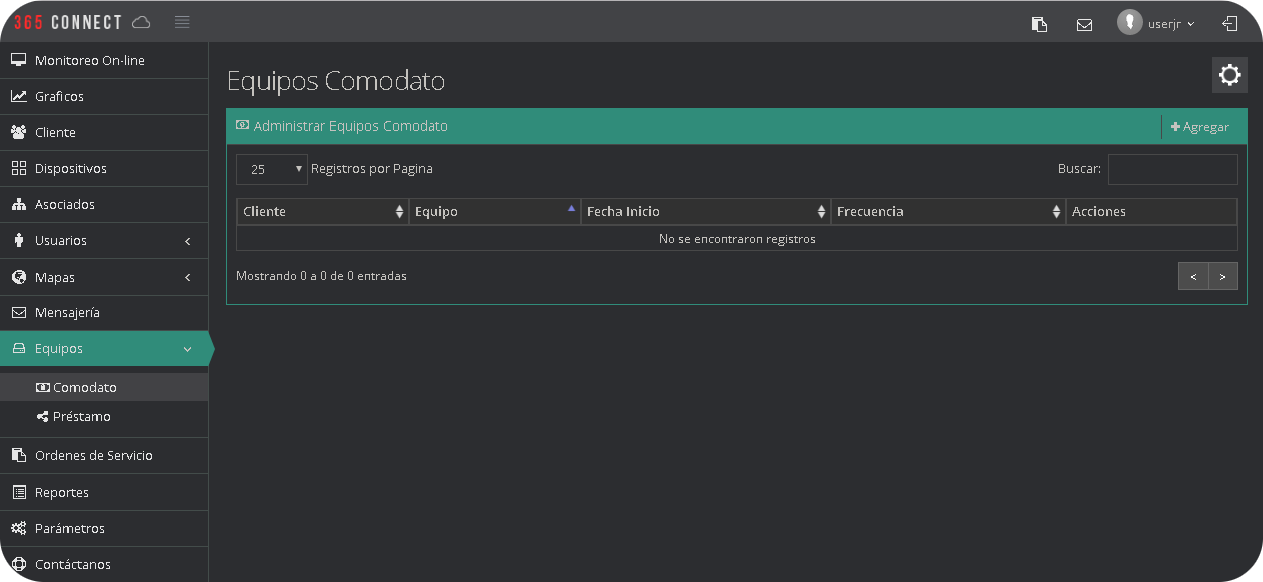 365 CONNECT
userjr
Monitoreo On-line
Graficos
Cliente
Dispositivos
Asociados
Usuarios
Mapas
Mensajería
Equipos
Comodato
Préstamo
Ordenes de Servicio
Reportes
Parámetros
Contáctanos
Equipos Comodato
Administrar Equipos Comodato
Agregar
25 Registros por Pagina
Buscar:
Cliente Equipo Fecha Inicio Frecuencia Acciones
No se encontraron registros
Mostrando 0 a 0 de 0 entradas
< >